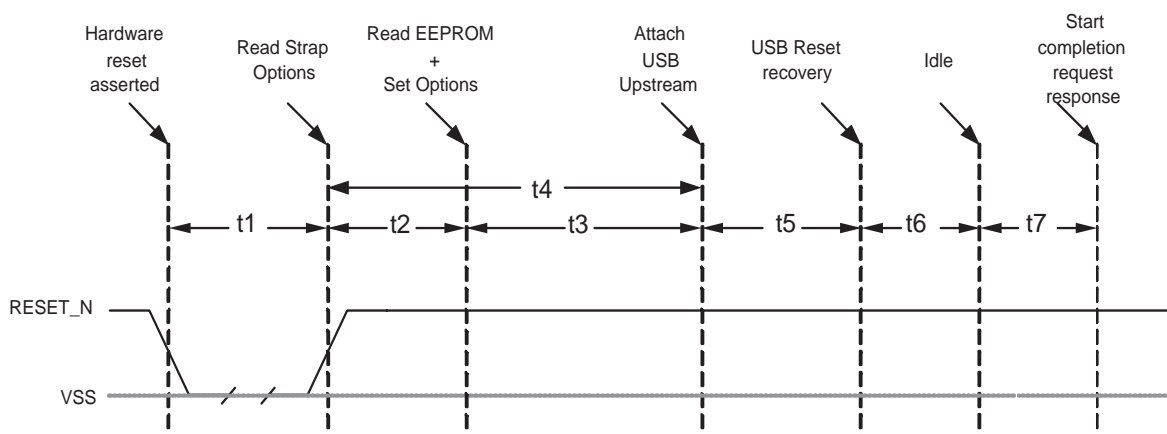 Hardware
reset
asserted
Read Strap
Options
Read EEPROM
+
Set Options
Attach
USB
Upstream
USB Reset
recovery
Idle
Start
completion
request
response
t4
t1
t2
t3
t5
t6
t7
RESET_N
VSS